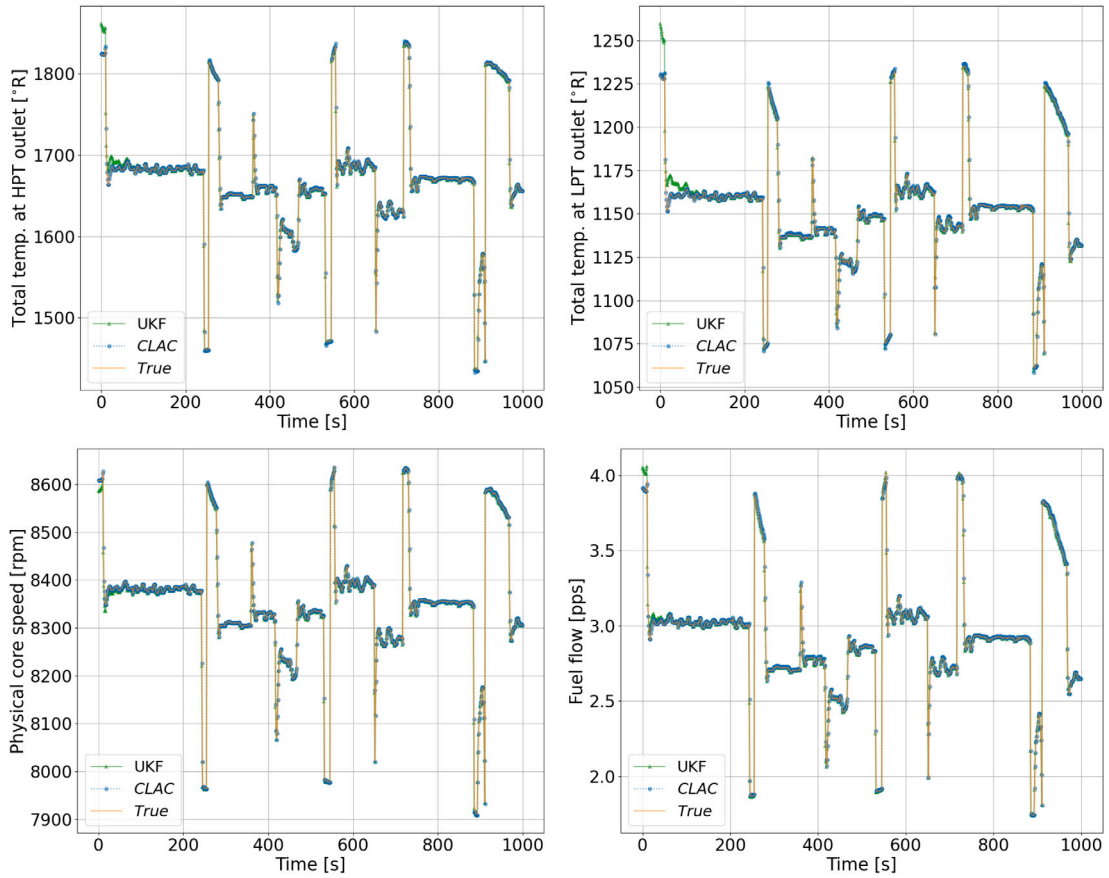 Total temp. at HPT outlet [°R]
1800
1700
1600
1500
UKF
CLAC
True
0 200 400 600 800 1000
Time [s]
Total temp. at LPT outlet [°R]
1250
1225
1200
1175
1150
1125
1100
1075
1050
UKF
CLAC
True
0 200 400 600 800 1000
Time [s]
Physical core speed [rpm]
8600
8500
8400
8300
8200
8100
8000
7900
UKF
CLAC
True
0 200 400 600 800 1000
Time [s]
Fuel flow [pps]
4.0
3.5
3.0
2.5
2.0
UKF
CLAC
True
0 200 400 600 800 1000
Time [s]